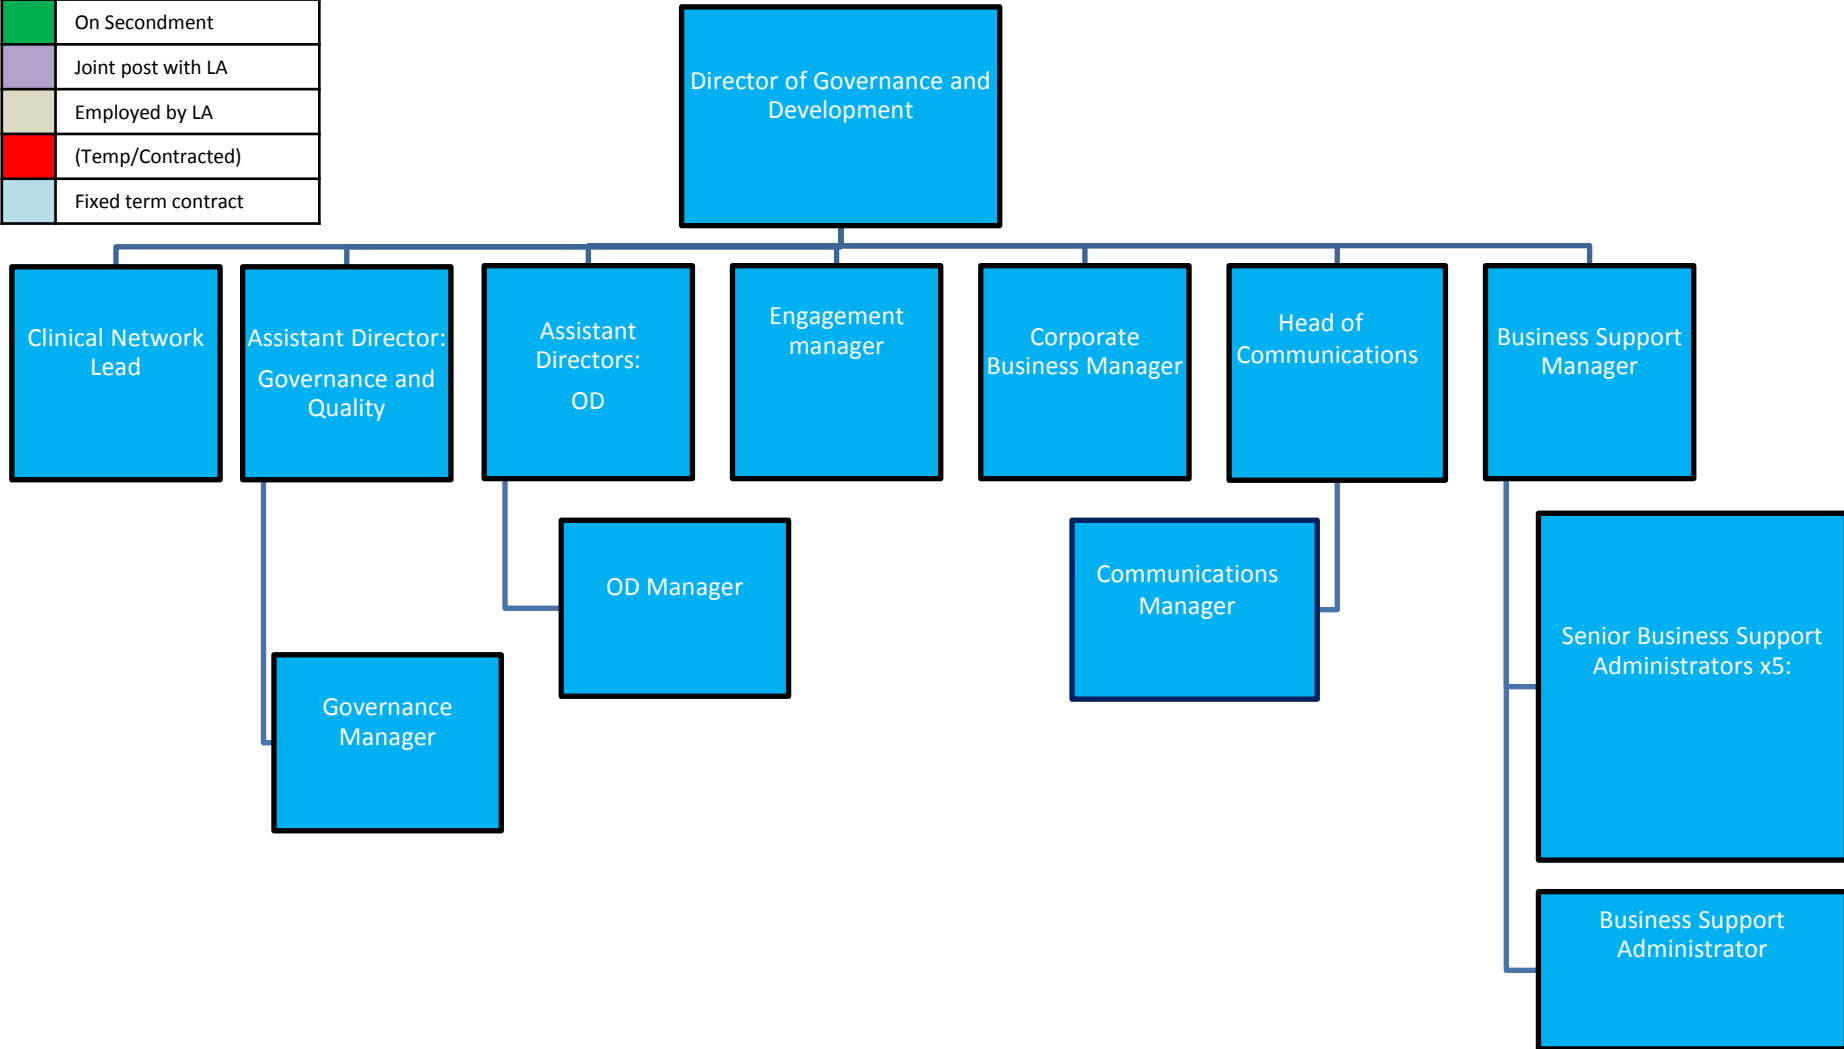 On Secondment
Joint post with LA
Employed by LA
(Temp/Contracted)
Fixed term contract
Director of Governance and
Development
Clinical Network
Lead
Assistant Director:
Governance and
Quality
Assistant
Directors:
OD
Engagement
manager
Corporate
Business Manager
Head of
Communications
Business Support
Manager
OD Manager
Communications
Manager
Governance
Manager
Senior Business Support
Administrators x5:
Business Support
Administrator